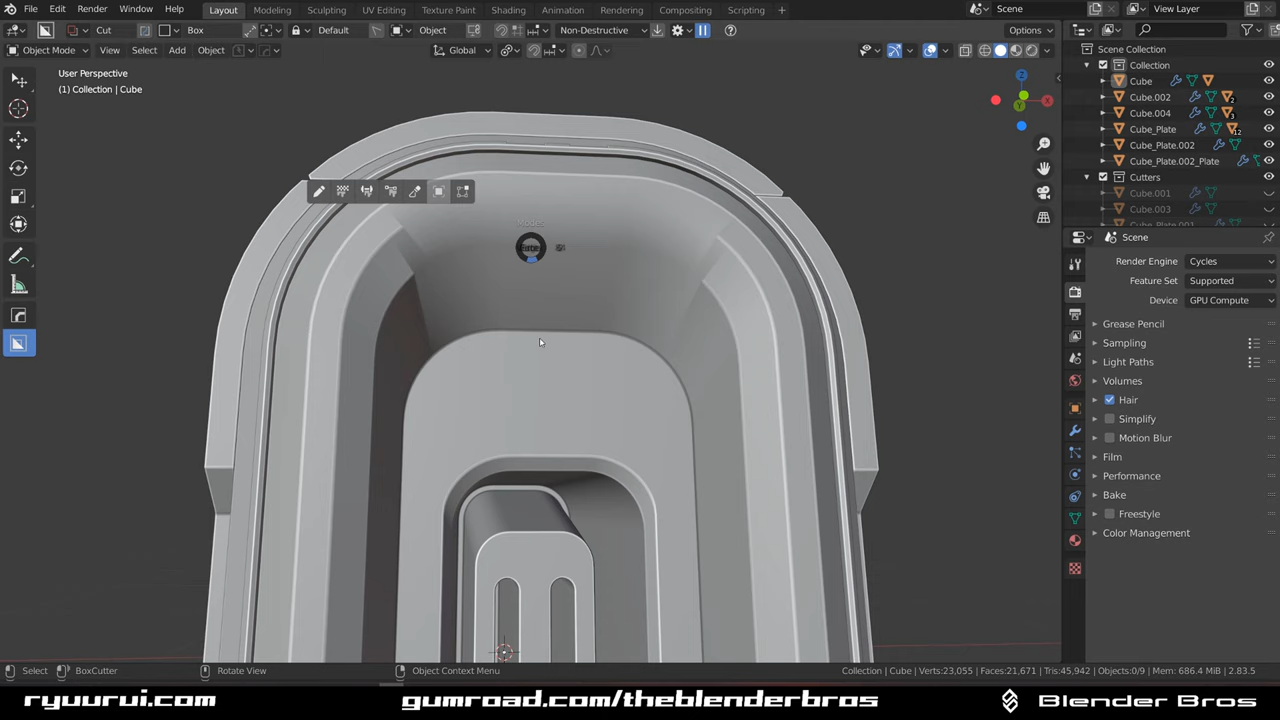 File Edit Render Window Help Layout Modeling Sculpting UV Editing Texture Paint Shading Animation Rendering Compositing Scripting + Scene View Layer
Cut Box Default Object Non-Destructive Options
Object Mode View Select Add Object Global
User Perspective
(1) Collection | Cube
Modes
Scene Collection
Collection
Cube
Cube.002 2
Cube.004 3
Cube_Plate 12
Cube_Plate.002
Cube_Plate.002_Plate
Cutters
Cube.001
Cube.003
Cube_Plate.001
Scene
Render Engine Cycles
Feature Set Supported
Device GPU Compute
Grease Pencil
Sampling
Light Paths
Volumes
Hair
Simplify
Motion Blur
Film
Performance
Bake
Freestyle
Color Management
X
Y
Z
Select BoxCutter Rotate View Object Context Menu Collection | Cube | Verts:23,055 | Faces:21,671 | Tris:45,942 | Objects:0/9 | Mem: 686.4 MiB | 2.83.5
ryuurui.com gumroad.com/theblenderbros Blender Bros